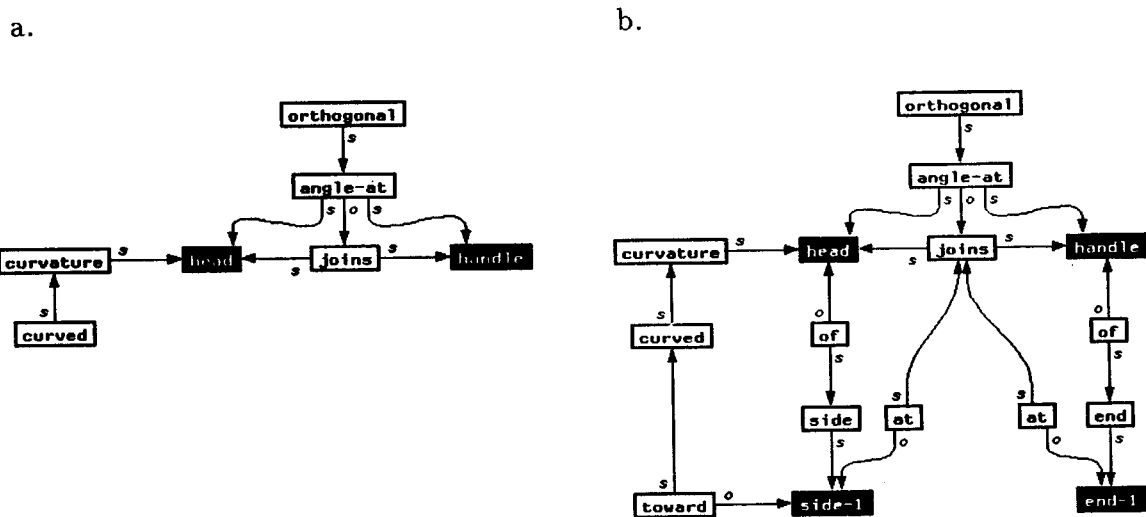 a.
b.
orthogonal
s
angle-at
s o s
curvature
s
head
s
joins
s
handle
s
curved
orthogonal
s
angle-at
s o s
curvature
s
head
s
joins
s
handle
s
curved
o
of
s
o
of
s
side
s
s
at
o
s
at
o
end
s
s
toward
o
side-1
end-1